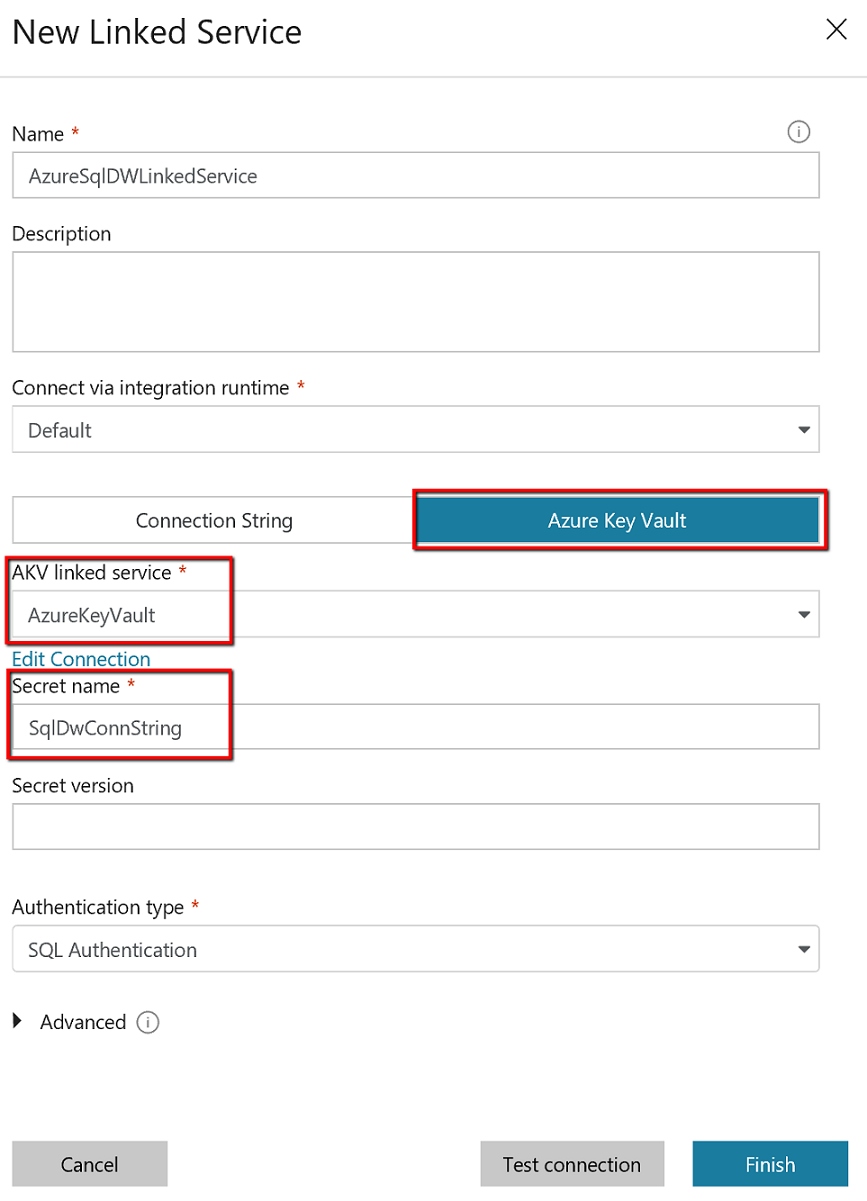 New Linked Service
Name *
AzureSqlDWLinkedService
Description
Connect via integration runtime *
Default
Connection String
Azure Key Vault
AKV linked service *
AzureKeyVault
Edit Connection
Secret name *
SqlDwConnString
Secret version
Authentication type *
SQL Authentication
Advanced
Cancel
Test connection
Finish